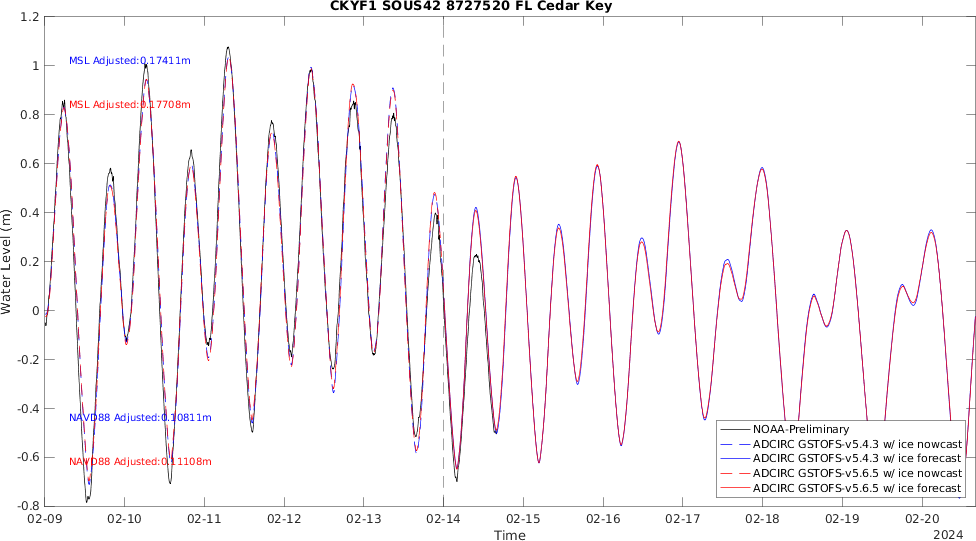 CKYF1 SOUS42 8727520 FL Cedar Key
1.2
1
0.8
0.6
0.4
0.2
0
-0.2
-0.4
-0.6
-0.8
Water Level (m)
MSL Adjusted:0.17411m
MSL Adjusted:0.17708m
NAVD88 Adjusted:0.10811m
NAVD88 Adjusted:0.11108m
NOAA-Preliminary
ADCIRC GSTOFS-v5.4.3 w/ ice nowcast
ADCIRC GSTOFS-v5.4.3 w/ ice forecast
ADCIRC GSTOFS-v5.6.5 w/ ice nowcast
ADCIRC GSTOFS-v5.6.5 w/ ice forecast
02-09 02-10 02-11 02-12 02-13 02-14 02-15 02-16 02-17 02-18 02-19 02-20
Time
2024